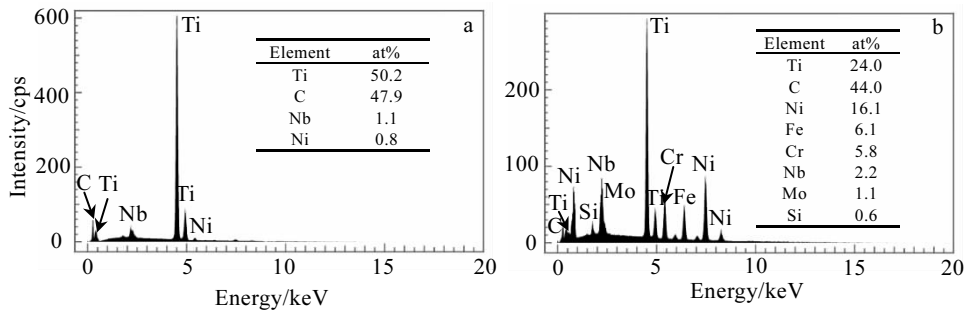 a
600
400
200
0
Intensity/cps
Ti
C
Ti
Nb
Ti
Ni
Element at%
Ti 50.2
C 47.9
Nb 1.1
Ni 0.8
0 5 10 15 20
Energy/keV
b
200
100
0
Ti
Ni
Ti
C
Si
Nb
Mo
Ti
Cr
Fe
Ni
Ni
Element at%
Ti 24.0
C 44.0
Ni 16.1
Fe 6.1
Cr 5.8
Nb 2.2
Mo 1.1
Si 0.6
0 5 10 15 20
Energy/keV